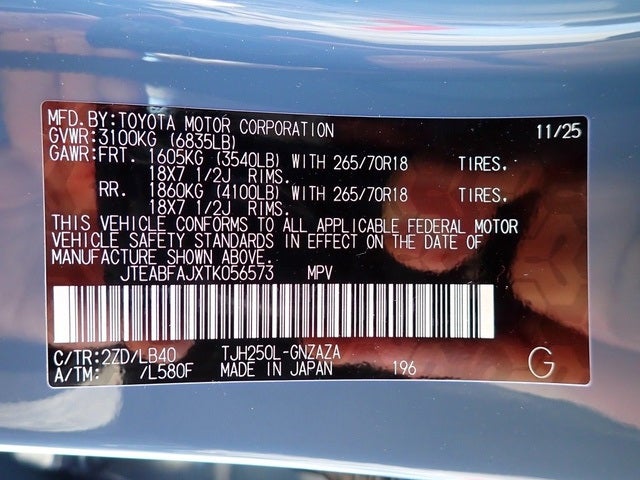 MFD. BY: TOYOTA MOTOR CORPORATION 11/25
GVWR: 3100KG (6835LB)
GAWR: FRT. 1605KG (3540LB) WITH 265/70R18 TIRES,
18X7 1/2J RIMS.
RR. 1860KG (4100LB) WITH 265/70R18 TIRES,
18X7 1/2J RIMS.
THIS VEHICLE CONFORMS TO ALL APPLICABLE FEDERAL MOTOR
VEHICLE SAFETY STANDARDS IN EFFECT ON THE DATE OF
MANUFACTURE SHOWN ABOVE.
JTEABFAJXTK056573 MPV
C/TR: 2ZD/LB40 TJH250L-GNZAZA
A/TM: /L580F MADE IN JAPAN 196 G